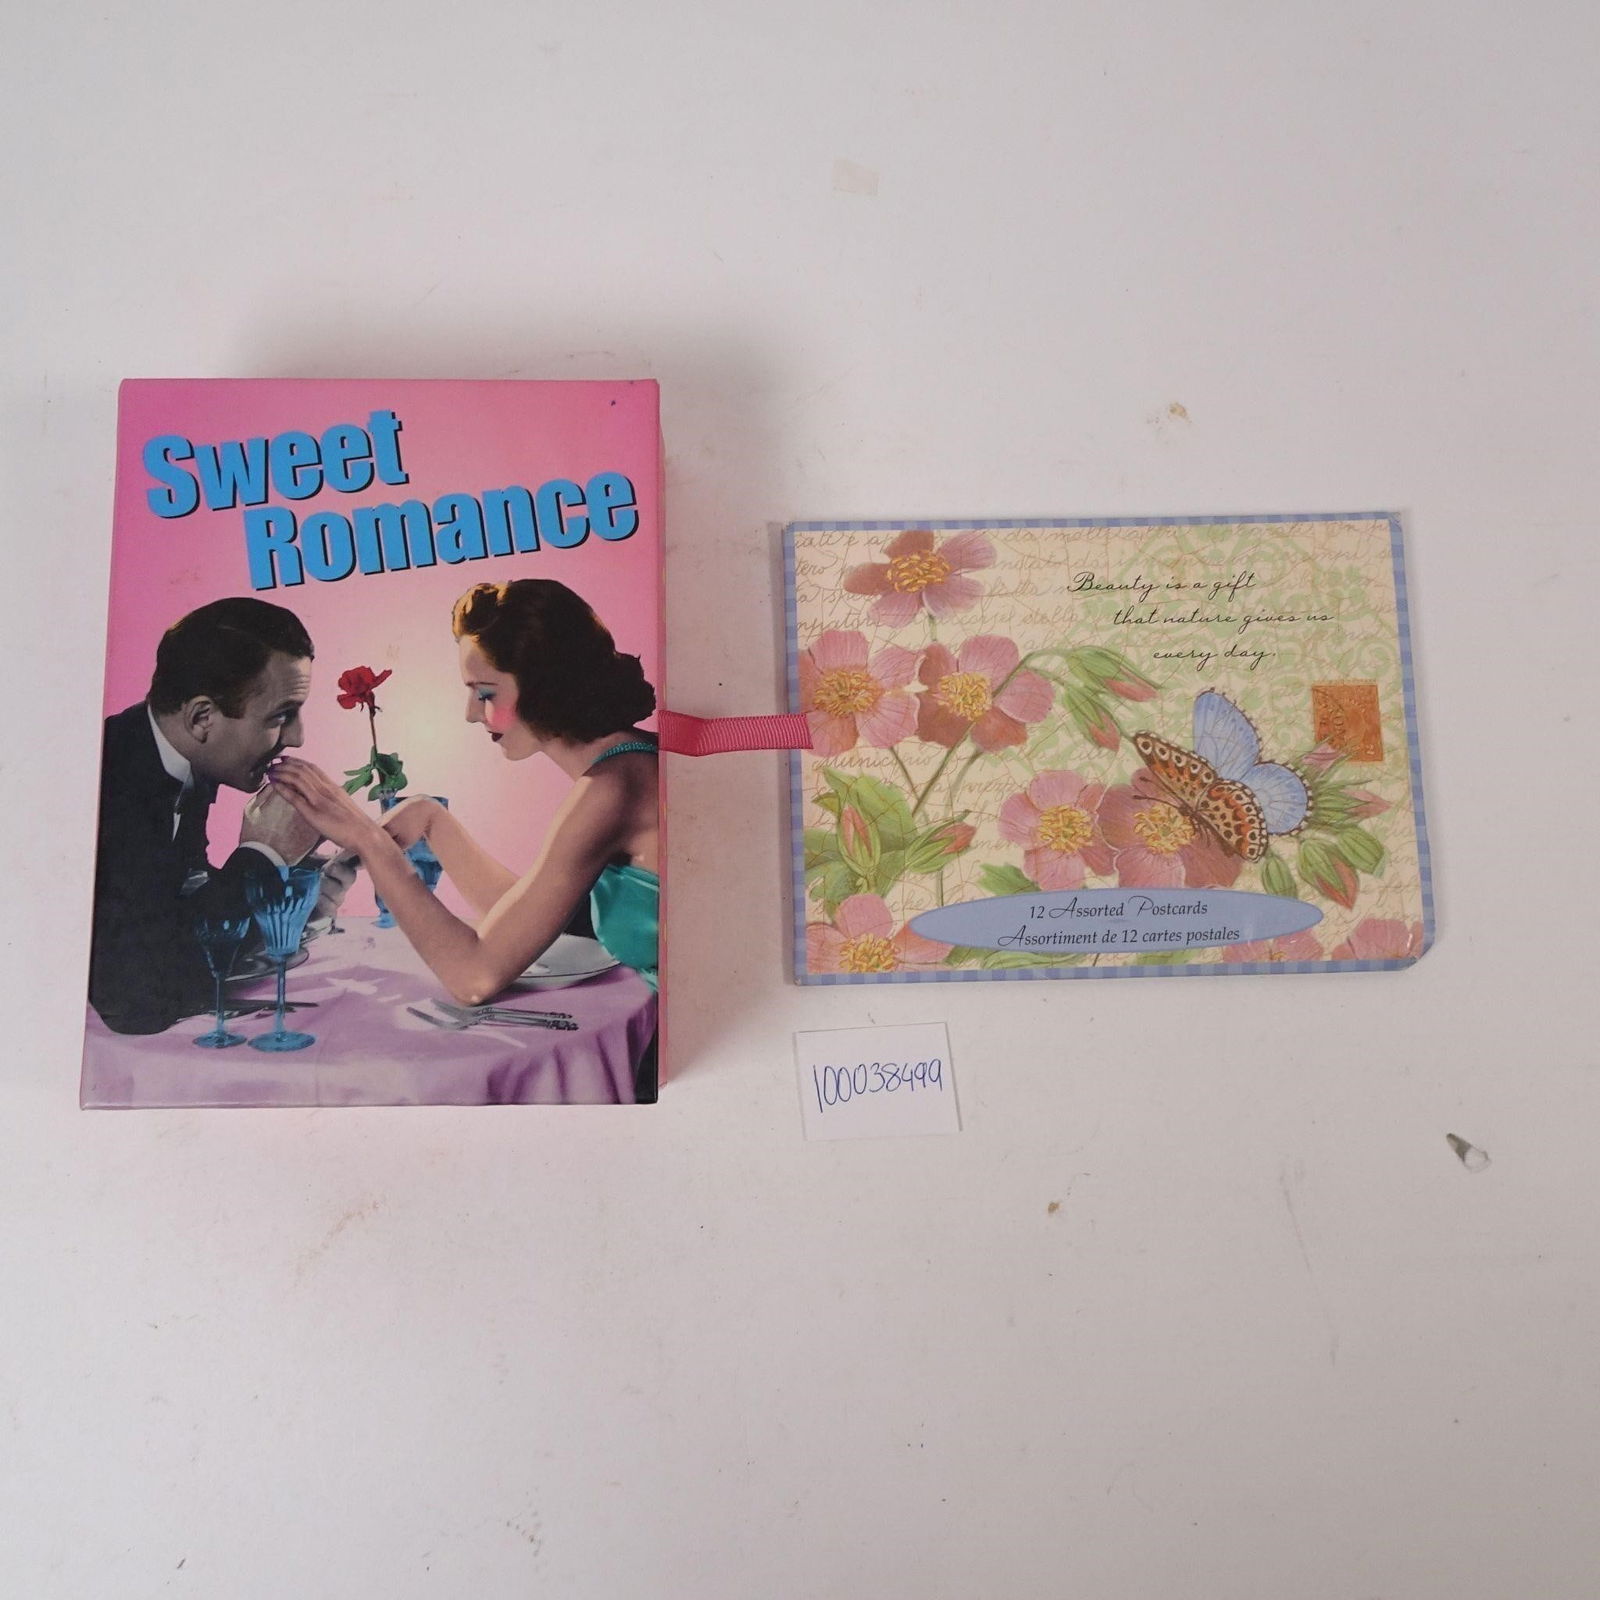 Sweet
Romance
Beauty is a gift
that nature gives us
every day.
12 Assorted Postcards
Assortiment de 12 cartes postales
100038499